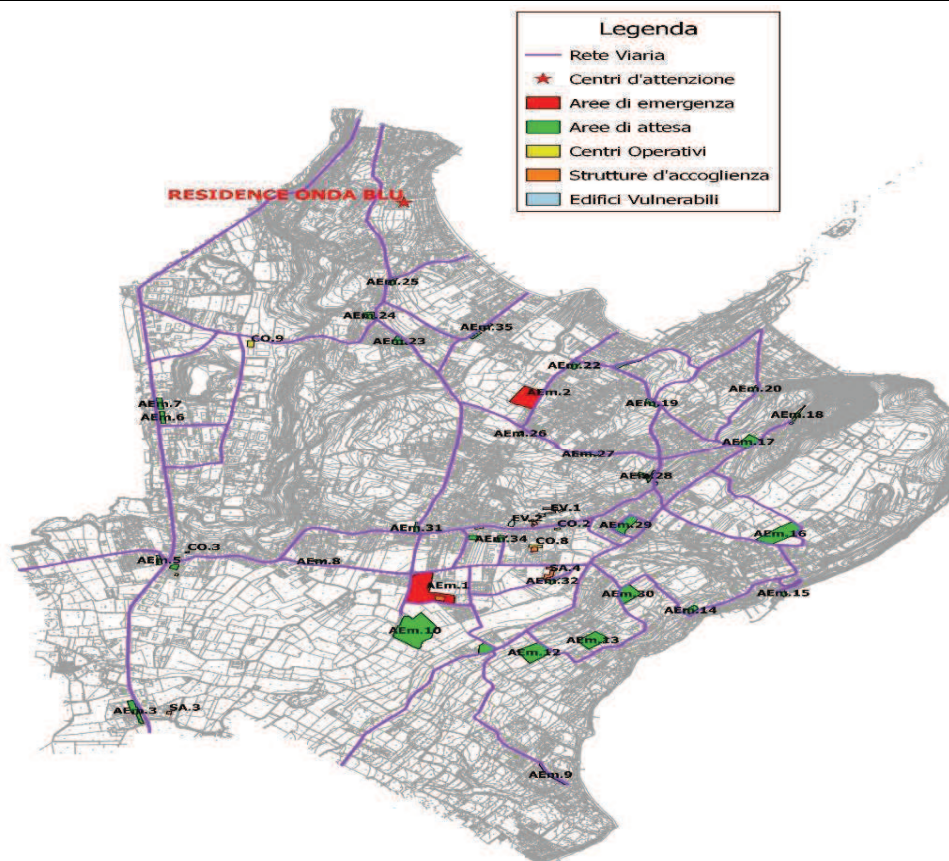 Legenda
Rete Viaria
Centri d'attenzione
Aree di emergenza
Aree di attesa
Centri Operativi
Strutture d'accoglienza
Edifici Vulnerabili
RESIDENCE ONDA BLU
AEm.25
AEm.24
AEm.35
CO.9
AEm.23
AEm.22
AEm.2
AEm.20
AEm.7
AEm.19
AEm.6
AEm.18
AEm.26
AEm.17
AEm.27
AEm.28
EV.1
EV.2
AEm.31
CO.2
AEm.29
AEm.34
CO.8
AEm.16
CO.3
AEm.5
AEm.8
SA.4
AEm.32
AEm.1
AEm.30
AEm.15
AEm.14
AEm.10
AEm.13
AEm.12
AEm.3
SA.3
AEm.9